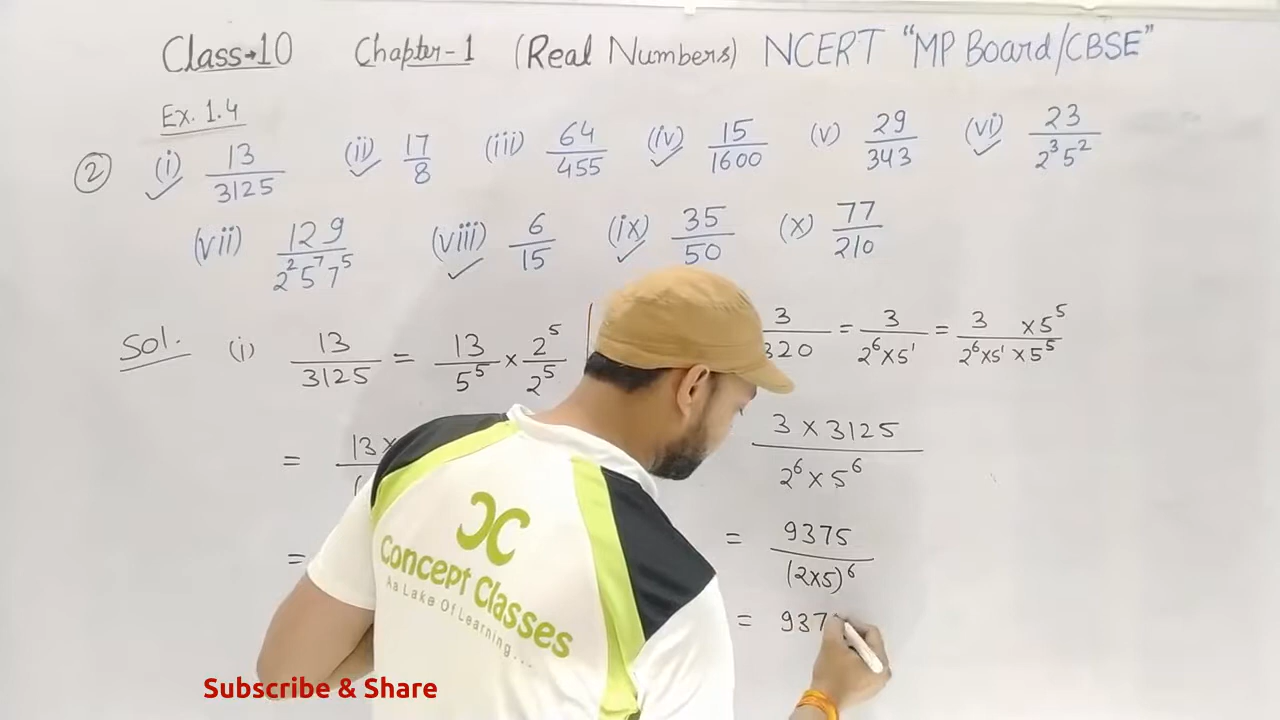 Class→10 Chapter-1 (Real Numbers) NCERT "MP Board/CBSE"
Ex. 1.4
② (i) 13/3125 (ii) 17/8 (iii) 64/455 (iv) 15/1600 (v) 29/343 (vi) 23/2³5²
(vii) 129/2²5⁷7⁵ (viii) 6/15 (ix) 35/50 (x) 77/210
Sol. (i) 13/3125 = 13/5⁵ × 2⁵/2⁵
= 13×
=
3/320 = 3/2⁶×5¹ = 3×5⁵/2⁶×5¹×5⁵
3×3125/2⁶×5⁶
= 9375/(2×5)⁶
= 937
Concept Classes
Aa Lake Of Learning...
Subscribe & Share